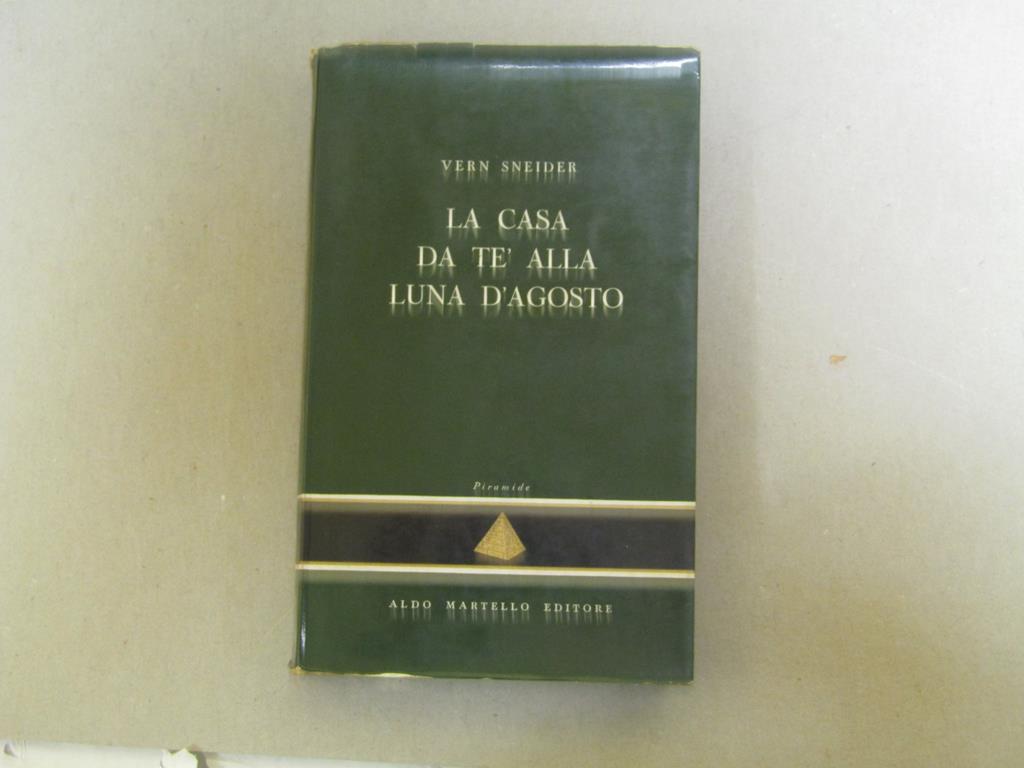 VERN SNEIDER
LA CASA
DA TE' ALLA
LUNA D'AGOSTO
Piramide
ALDO MARTELLO EDITORE